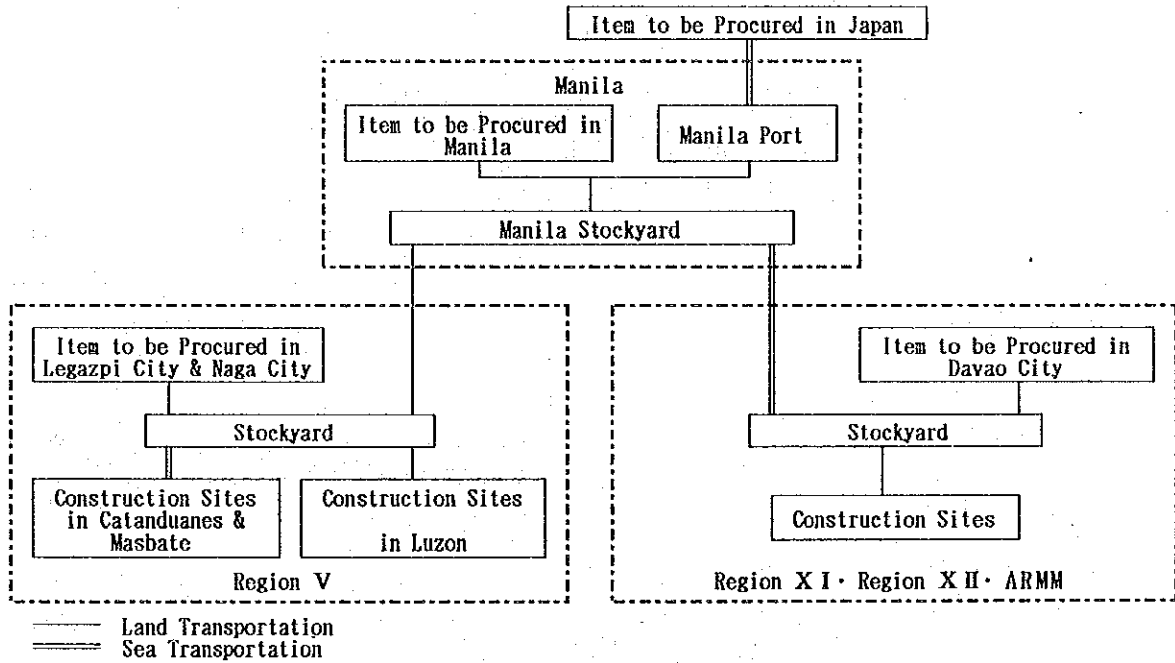 Item to be Procured in Japan
Manila
Item to be Procured in
Manila
Manila Port
Manila Stockyard
Item to be Procured in
Legazpi City & Naga City
Stockyard
Construction Sites
in Catanduanes &
Masbate
Construction Sites
in Luzon
Region V
Item to be Procured in
Davao City
Stockyard
Construction Sites
Region XI · Region XII · ARMM
Land Transportation
Sea Transportation